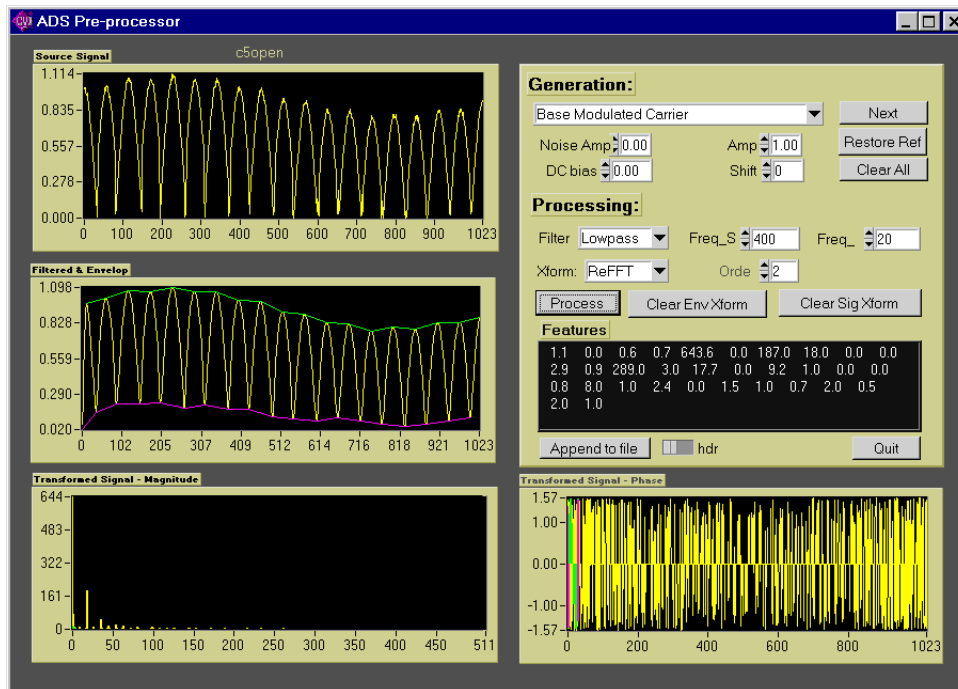 CVI ADS Pre-processor
Source Signal
c5open
1.114
0.835
0.557
0.278
0.000
0 100 200 300 400 500 600 700 800 900 1023
Filtered & Envelop
1.098
0.828
0.559
0.290
0.020
0 102 205 307 409 512 614 716 818 921 1023
Transformed Signal - Magnitude
644
483
322
161
0
0 50 100 150 200 250 300 350 400 450 511
Generation:
Base Modulated Carrier
Next
Noise Amp 0.00 Amp 1.00
Restore Ref
DC bias 0.00 Shift 0
Clear All
Processing:
Filter Lowpass Freq_S 400 Freq_ 20
Xform: ReFFT Orde 2
Process Clear Env Xform Clear Sig Xform
Features
1.1 0.0 0.6 0.7 643.6 0.0 187.0 18.0 0.0 0.0
2.9 0.9 289.0 3.0 17.7 0.0 9.2 1.0 0.0 0.0
0.8 8.0 1.0 2.4 0.0 1.5 1.0 0.7 2.0 0.5
2.0 1.0
Append to file hdr Quit
Transformed Signal - Phase
1.57
1.00
0.00
-1.00
-1.57
0 200 400 600 800 1023